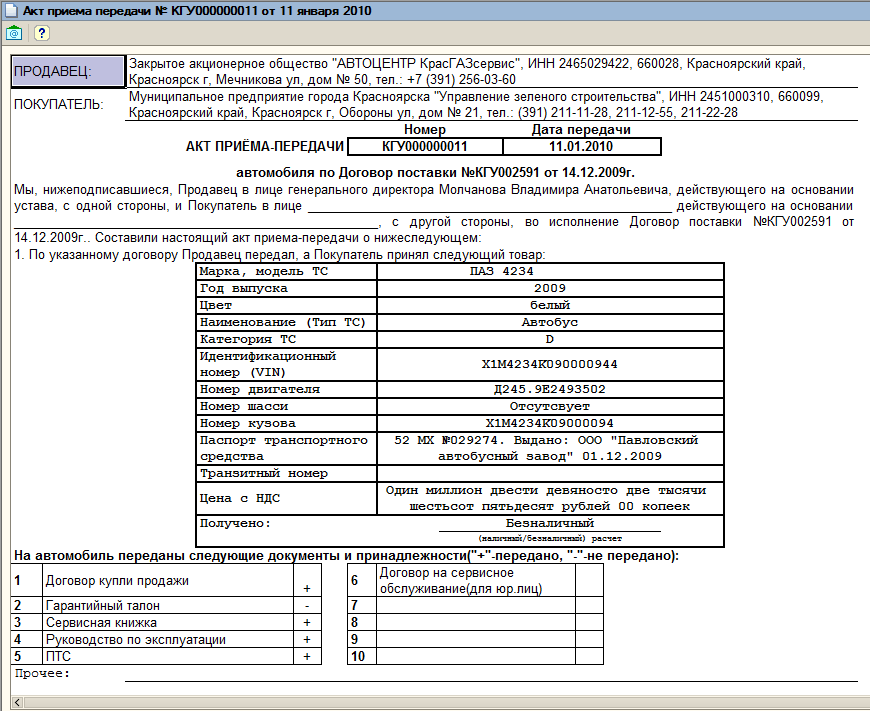 Акт приема передачи № КГУ000000011 от 11 января 2010
?
ПРОДАВЕЦ: Закрытое акционерное общество "АВТОЦЕНТР КрасГАЗсервис", ИНН 2465029422, 660028, Красноярский край,
Красноярск г, Мечникова ул, дом № 50, тел.: +7 (391) 256-03-60
ПОКУПАТЕЛЬ: Муниципальное предприятие города Красноярска "Управление зеленого строительства", ИНН 2451000310, 660099,
Красноярский край, Красноярск г, Обороны ул, дом № 21, тел.: (391) 211-11-28, 211-12-55, 211-22-28
Номер Дата передачи
АКТ ПРИЁМА-ПЕРЕДАЧИ КГУ000000011 11.01.2010
автомобиля по Договор поставки №КГУ002591 от 14.12.2009г.
Мы, нижеподписавшиеся, Продавец в лице генерального директора Молчанова Владимира Анатольевича, действующего на основании
устава, с одной стороны, и Покупатель в лице ____ действующего на основании
____, с другой стороны, во исполнение Договор поставки №КГУ002591 от
14.12.2009г.. Составили настоящий акт приема-передачи о нижеследующем:
1. По указанному договору Продавец передал, а Покупатель принял следующий товар:
Марка, модель ТС ПАЗ 4234
Год выпуска 2009
Цвет белый
Наименование (Тип ТС) Автобус
Категория ТС D
Идентификационный
номер (VIN) X1M4234K090000944
Номер двигателя Д245.9Е2493502
Номер шасси Отсутсвует
Номер кузова X1M4234K09000094
Паспорт транспортного
средства
52 МХ №029274. Выдано: ООО "Павловский
автобусный завод" 01.12.2009
Транзитный номер
Цена с НДС
Один миллион двести девяносто две тысячи
шестьсот пятьдесят рублей 00 копеек
Получено: Безналичный
(наличный/безналичный) расчет
На автомобиль переданы следующие документы и принадлежности("+"-передано, "-"-не передано):
1 Договор купли продажи +
2 Гарантийный талон -
3 Сервисная книжка +
4 Руководство по эксплуатации +
5 ПТС +
6 Договор на сервисное
обслуживание(для юр.лиц)
7
8
9
10
Прочее: